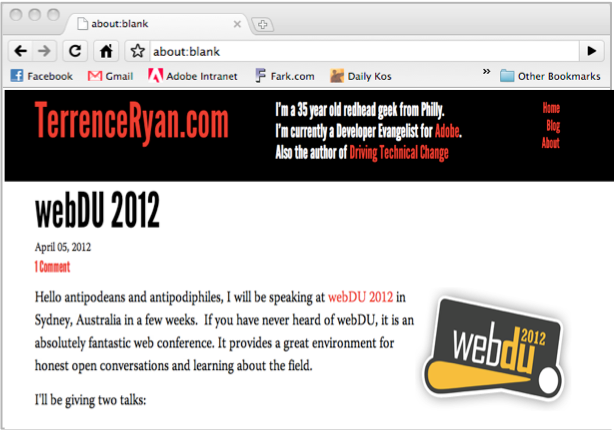 about:blank
about:blank
Facebook Gmail Adobe Intranet Fark.com Daily Kos » Other Bookmarks
TerrenceRyan.com
I'm a 35 year old redhead geek from Philly.
I'm currently a Developer Evangelist for Adobe.
Also the author of Driving Technical Change
Home
Blog
About
webDU 2012
April 05, 2012
1 Comment
Hello antipodeans and antipodiphiles, I will be speaking at webDU 2012 in
Sydney, Australia in a few weeks.  If you have never heard of webDU, it is an
absolutely fantastic web conference. It provides a great environment for
honest open conversations and learning about the field.
I'll be giving two talks:
webdu 2012